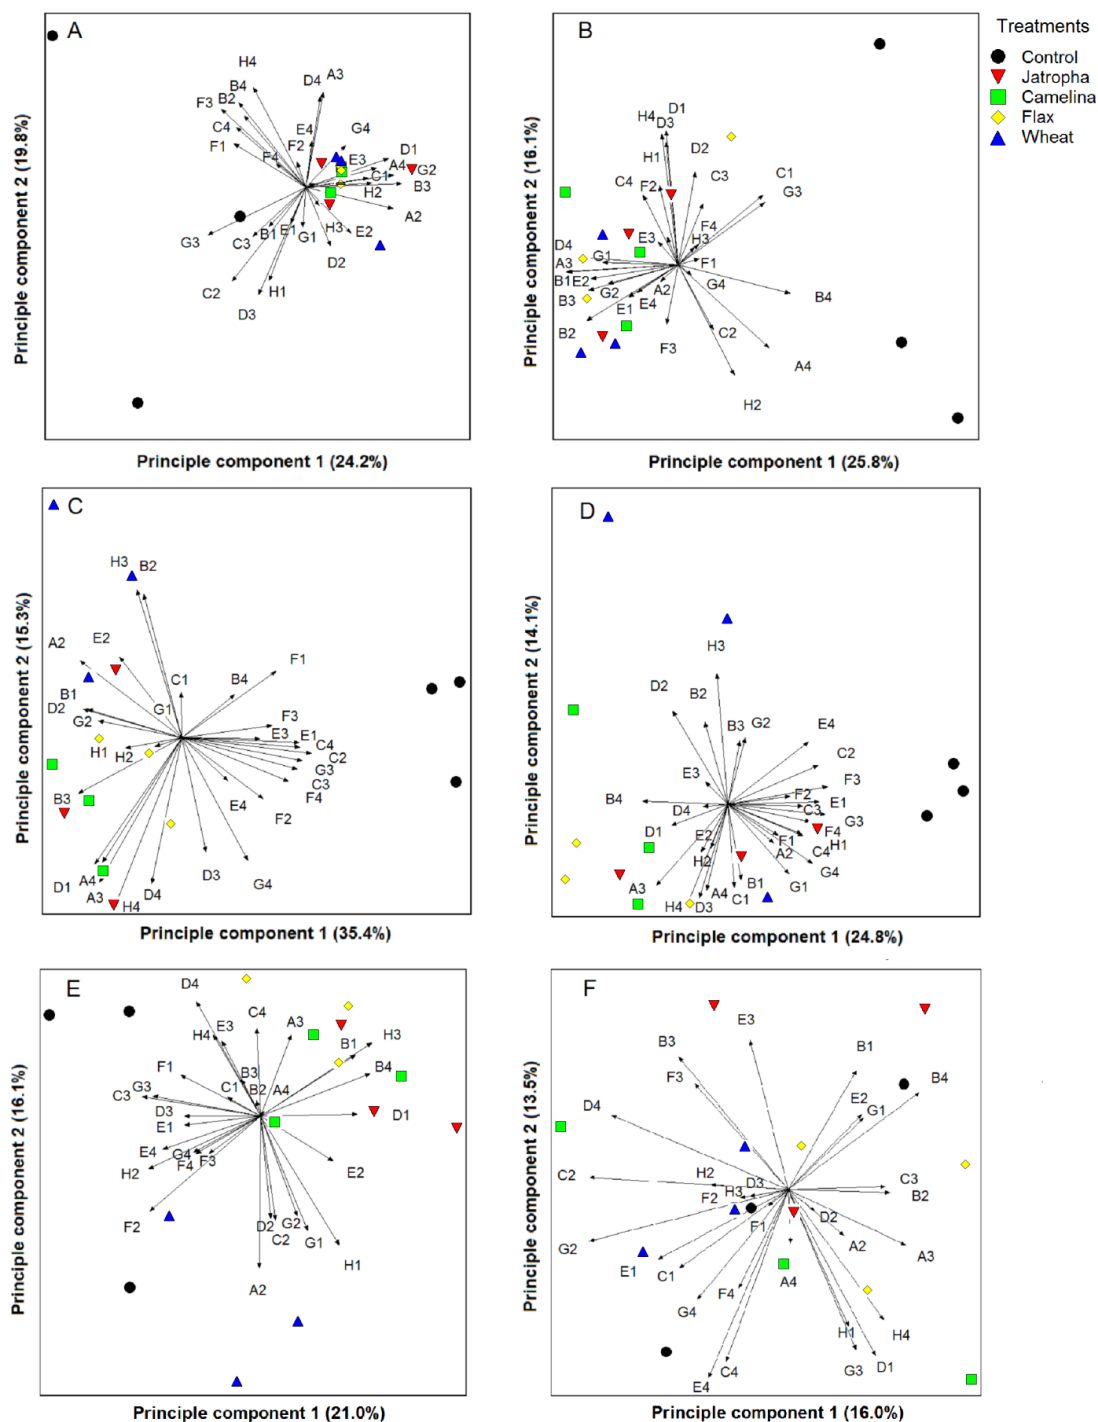 Treatments
Control
Jatropha
Camelina
Flax
Wheat
A
H4
D4 A3
B4
B2
F3
C4
E4
G4
F1
F2
D1
F4
E3
A4
G2
C1
H2
B3
A2
E1
H3
E2
G3
C3
B1
G1
D2
C2
H1
D3
Principle component 2 (19.8%)
Principle component 1 (24.2%)
B
D1
H4
D3
D2
H1
C3
C1
C4
F2
G3
F4
E3
H3
D4
G1
F1
A3
B1
E2
A2
G4
G2
B4
B3
E4
E1
B2
C2
F3
A4
H2
Principle component 2 (16.1%)
Principle component 1 (25.8%)
C
H3
B2
A2
E2
F1
C1
B4
B1
D2
G1
G2
F3
E3
E1
H1
H2
C4
C2
G3
B3
C3
E4
F4
F2
D3
A4
G4
D1
A3
D4
H4
Principle component 2 (15.3%)
Principle component 1 (35.4%)
D
H3
D2
B2
B3
G2
E4
C2
E3
F3
B4
F2
D4
E1
C3
G3
D1
E2
F1
F4
H1
H2
A2
C4
G4
A3
A4
B1
G1
C1
H4
D3
Principle component 2 (14.1%)
Principle component 1 (24.8%)
E
D4
C4
A3
E3
H4
H3
B1
F1
B3
B4
G3
C1
A4
C3
B2
D3
D1
E1
E4
G4
H2
F4
F3
E2
F2
D2
G2
C2
G1
H1
A2
Principle component 2 (16.1%)
Principle component 1 (21.0%)
F
E3
B3
B1
F3
B4
E2
D4
G1
C2
H2
D3
C3
H3
B2
F2
F1
D2
G2
A2
A3
E1
C1
A4
F4
G4
H1
H4
C4
G3
D1
E4
Principle component 2 (13.5%)
Principle component 1 (16.0%)